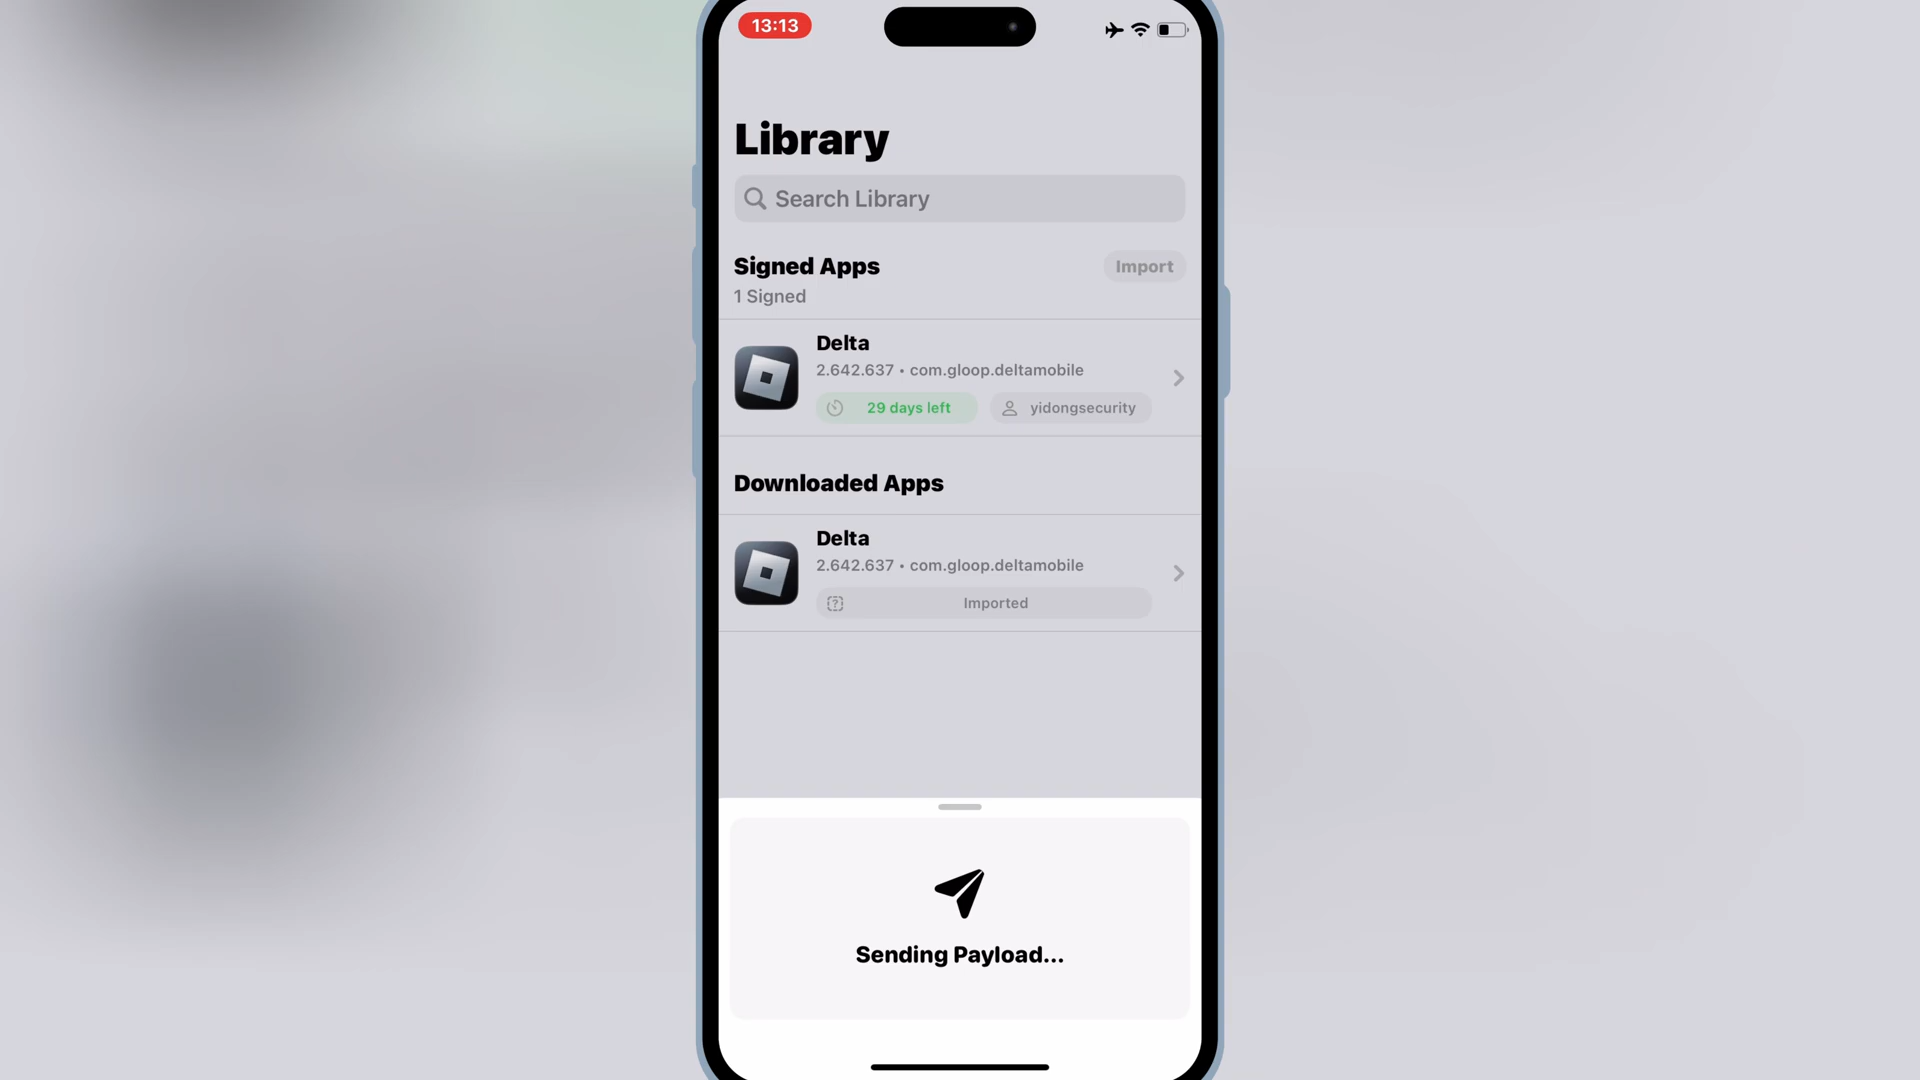 13:13
Library
Search Library
Signed Apps
Import
1 Signed
Delta
2.642.637 • com.gloop.deltamobile
29 days left
yidongsecurity
Downloaded Apps
Delta
2.642.637 • com.gloop.deltamobile
Imported
Sending Payload...